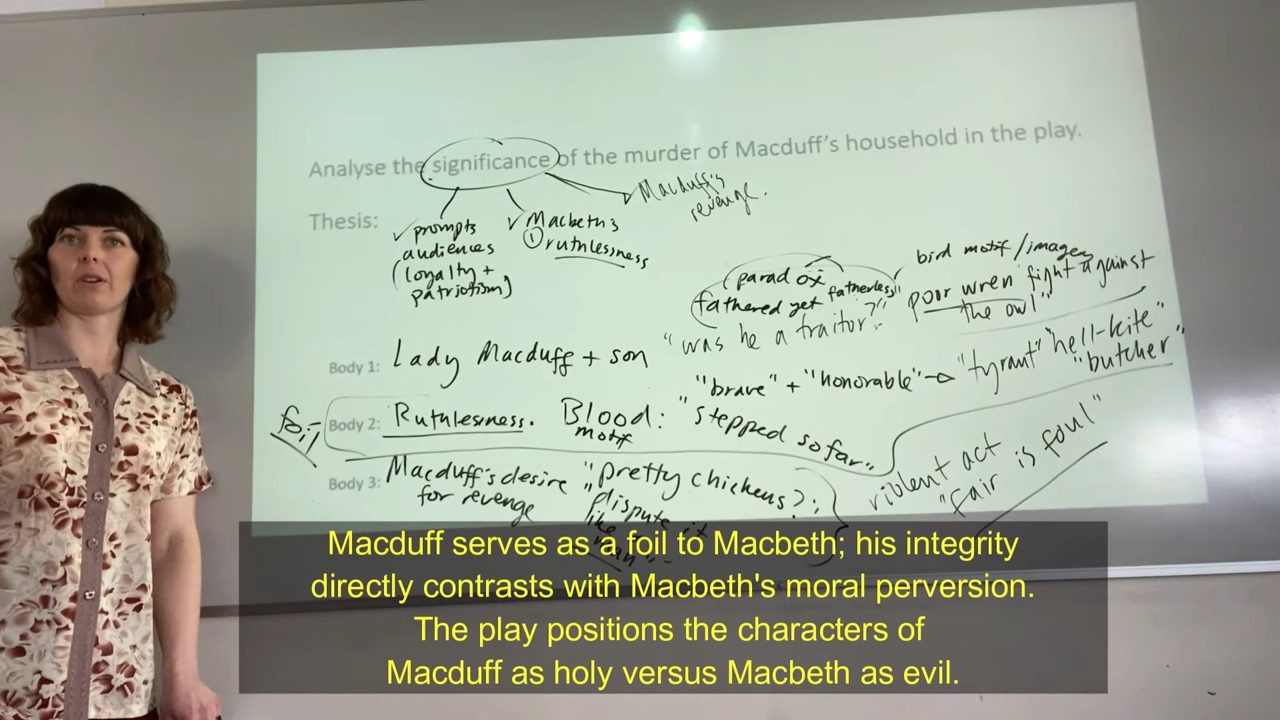 Analyse the significance of the murder of Macduff's household in the play.
Thesis:
prompts
audiences
(loyalty +
patriotism)
Macbeth's
① ruthlessness
Macduff's
revenge.
(paradox
fathered yet fatherless"
bird motif/imagery
poor wren fight against
the owl"
Body 1: Lady Macduff + son
"was he a traitor?"
"brave" + "honorable" → "tyrant" "hell-kite"
"butcher"
foil
Body 2: Ruthlessness. Blood: "stepped so far"
motif
Body 3: Macduff's desire
for revenge
"pretty chickens?"
"dispute it
like
man"
violent act
"fair is foul"
Macduff serves as a foil to Macbeth; his integrity
directly contrasts with Macbeth's moral perversion.
The play positions the characters of
Macduff as holy versus Macbeth as evil.